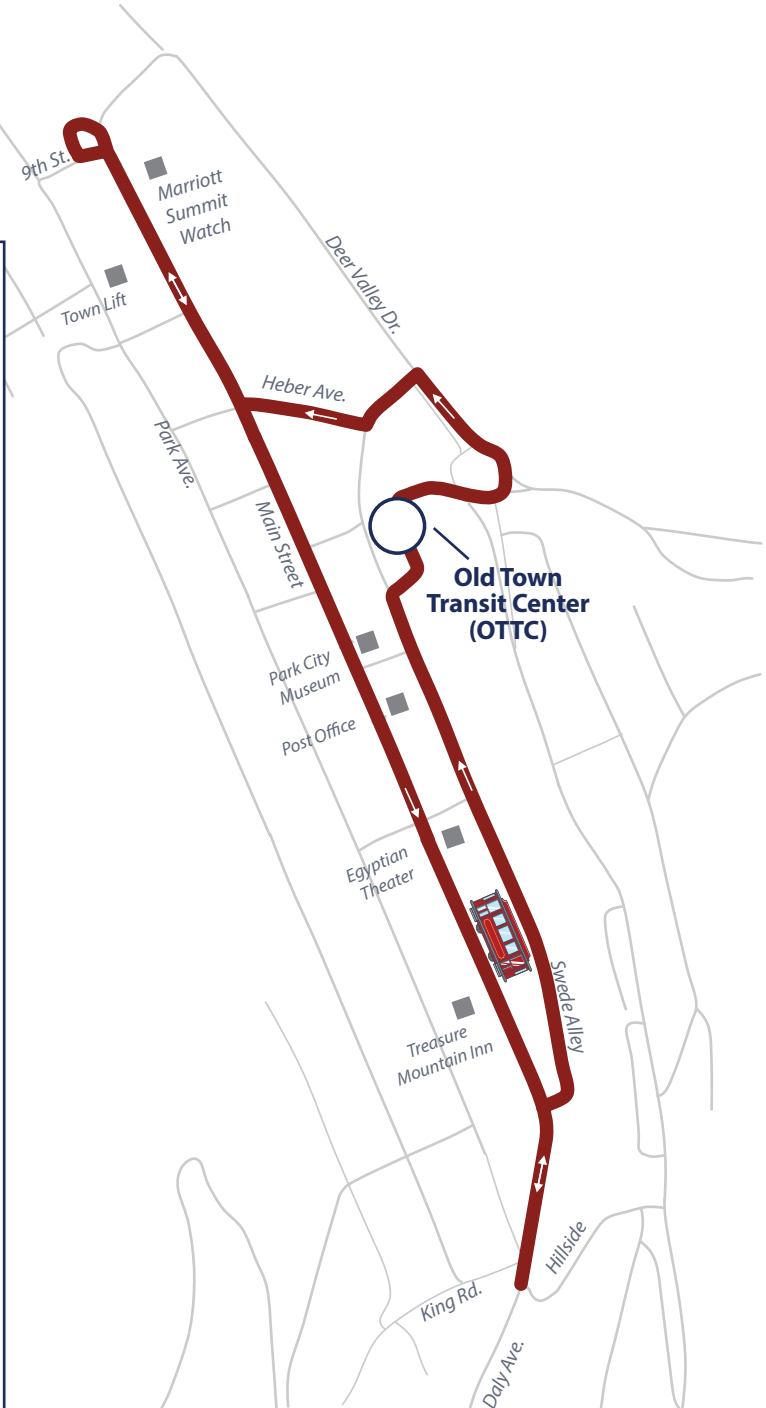 9th St.
Marriott
Summit
Watch
Deer Valley Dr.
Town Lift
Heber Ave.
Park Ave.
Main Street
Old Town
Transit Center
(OTTC)
Park City
Museum
Post Office
Egyptian
Theater
Swede Alley
Treasure
Mountain Inn
Hillside
King Rd.
Daly Ave.